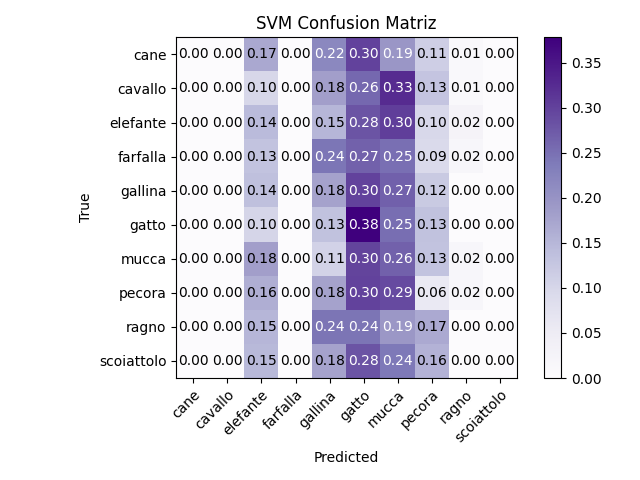 SVM Confusion Matriz
cane 0.00 0.00 0.17 0.00 0.22 0.30 0.19 0.11 0.01 0.00
cavallo 0.00 0.00 0.10 0.00 0.18 0.26 0.33 0.13 0.01 0.00
elefante 0.00 0.00 0.14 0.00 0.15 0.28 0.30 0.10 0.02 0.00
farfalla 0.00 0.00 0.13 0.00 0.24 0.27 0.25 0.09 0.02 0.00
gallina 0.00 0.00 0.14 0.00 0.18 0.30 0.27 0.12 0.00 0.00
gatto 0.00 0.00 0.10 0.00 0.13 0.38 0.25 0.13 0.00 0.00
mucca 0.00 0.00 0.18 0.00 0.11 0.30 0.26 0.13 0.02 0.00
pecora 0.00 0.00 0.16 0.00 0.18 0.30 0.29 0.06 0.02 0.00
ragno 0.00 0.00 0.15 0.00 0.24 0.24 0.19 0.17 0.00 0.00
scoiattolo 0.00 0.00 0.15 0.00 0.18 0.28 0.24 0.16 0.00 0.00
True
cane cavallo elefante farfalla gallina gatto mucca pecora ragno scoiattolo
Predicted
0.35
0.30
0.25
0.20
0.15
0.10
0.05
0.00